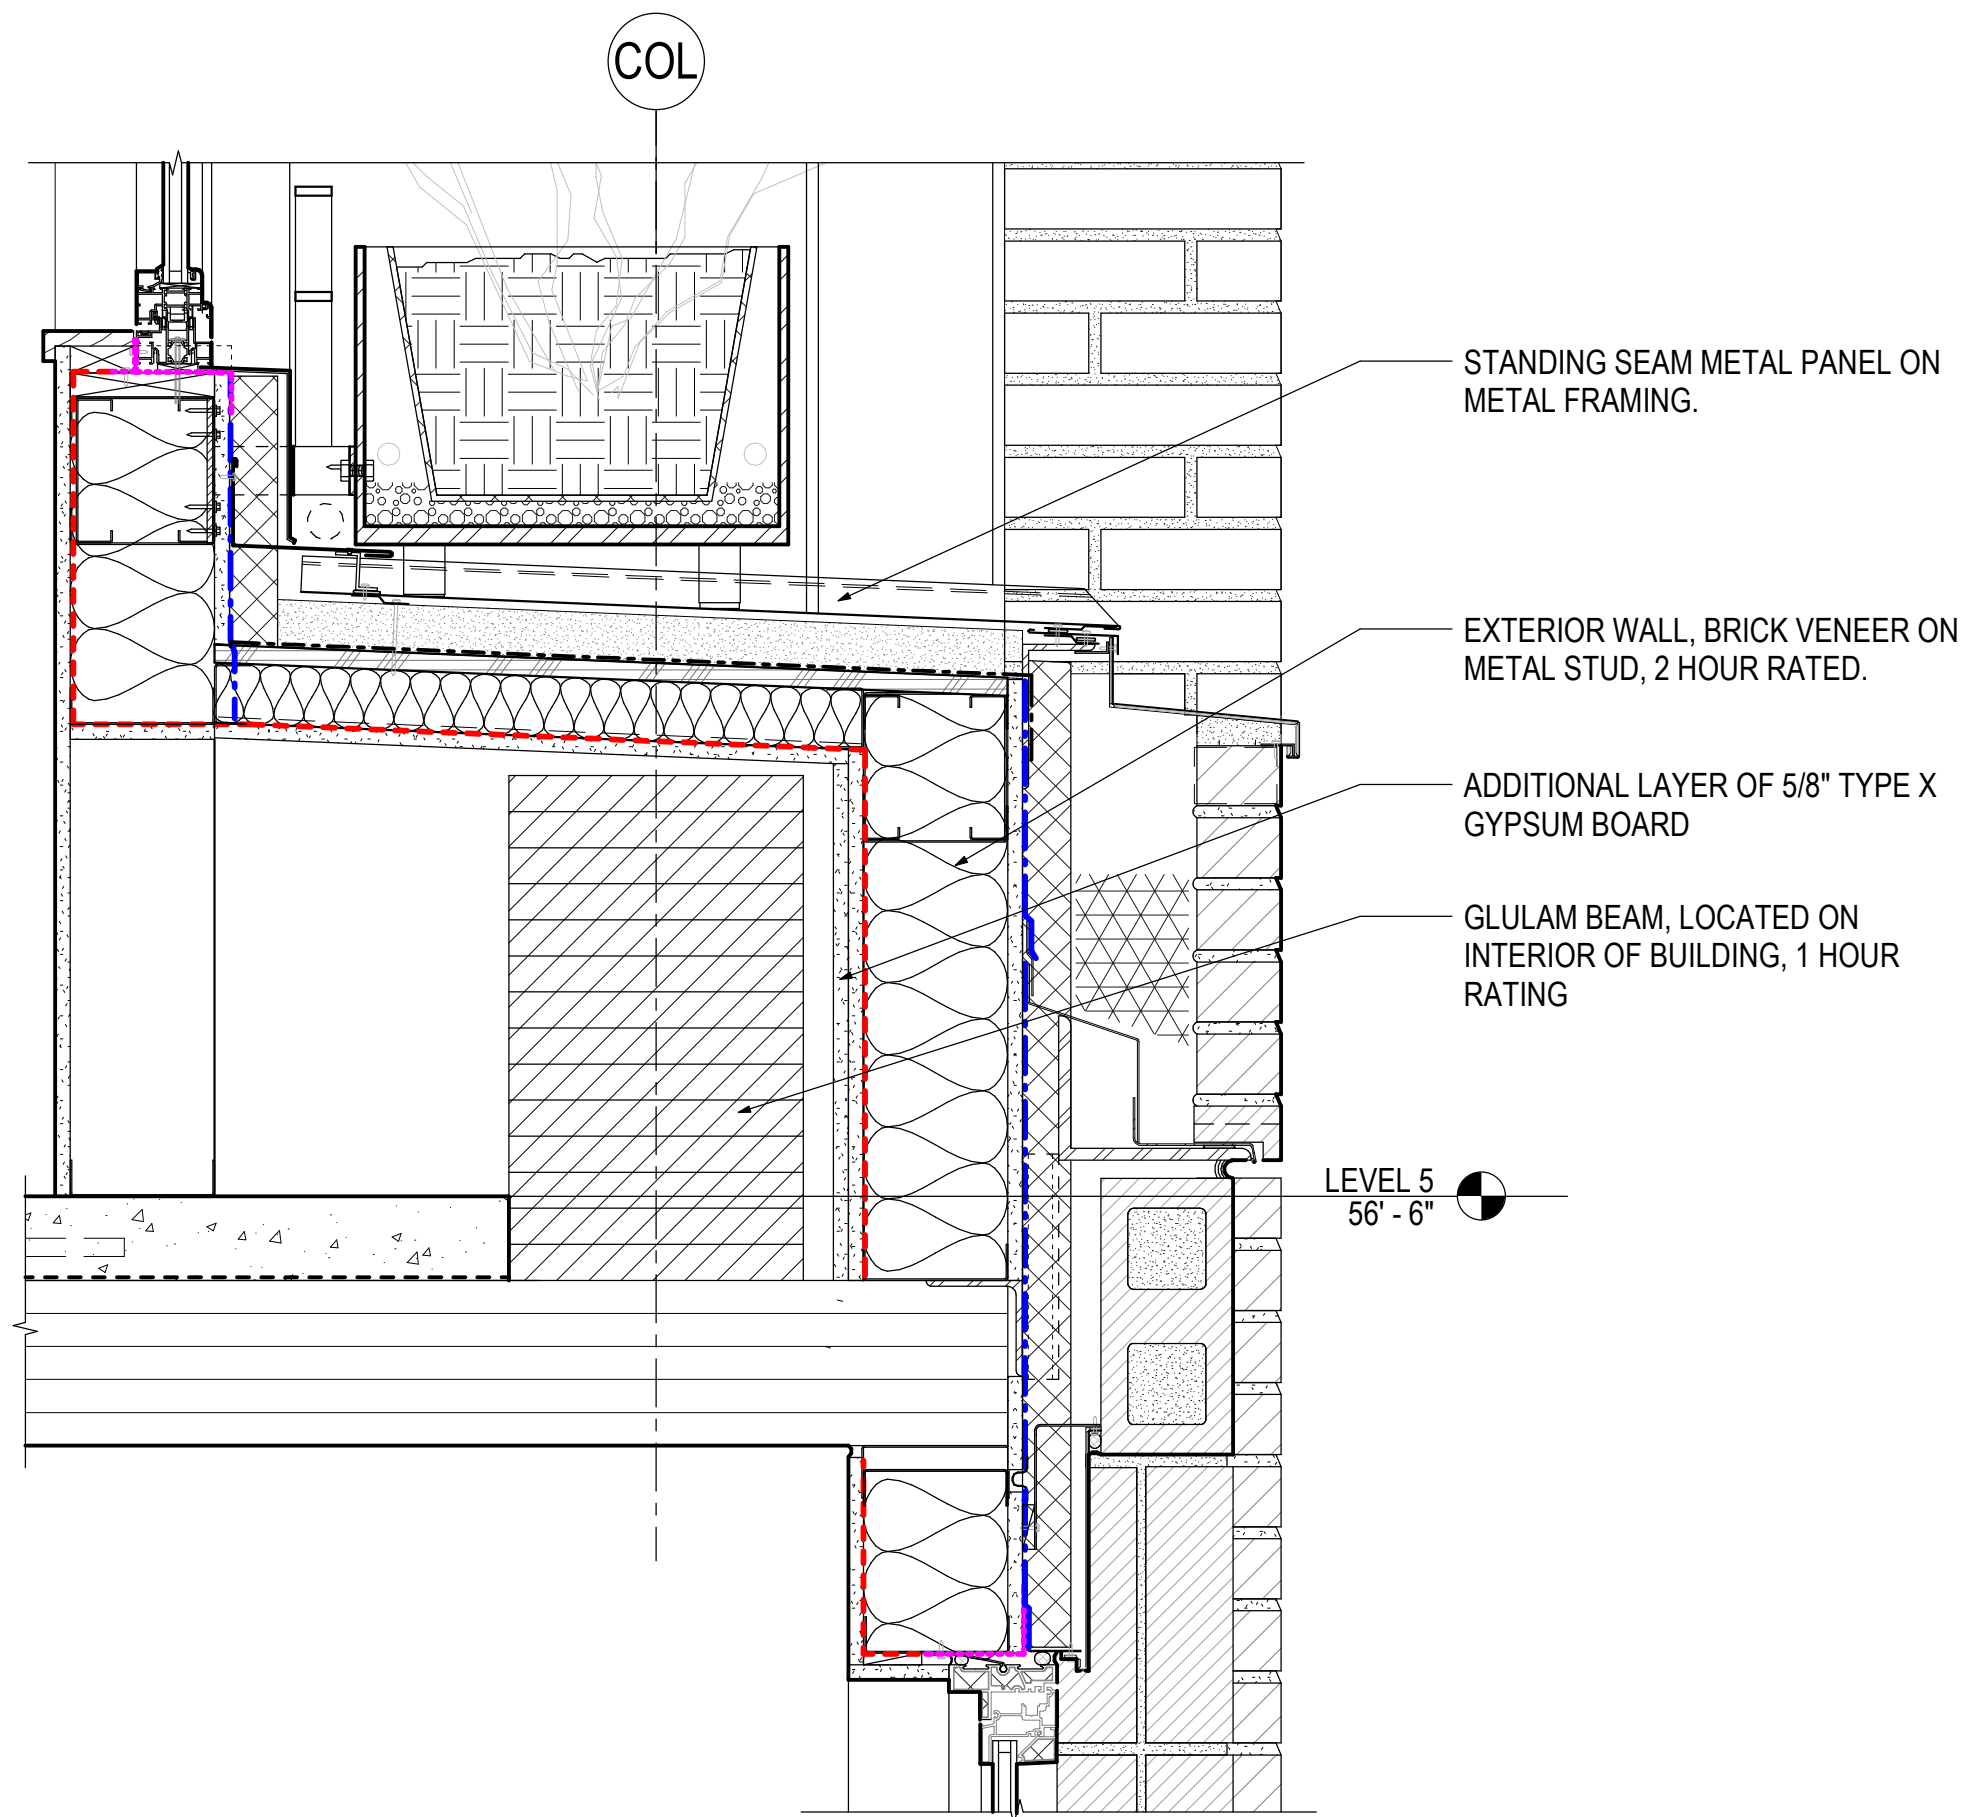 COL
STANDING SEAM METAL PANEL ON
METAL FRAMING.
EXTERIOR WALL, BRICK VENEER ON
METAL STUD, 2 HOUR RATED.
ADDITIONAL LAYER OF 5/8" TYPE X
GYPSUM BOARD
GLULAM BEAM, LOCATED ON
INTERIOR OF BUILDING, 1 HOUR
RATING
LEVEL 5
56' - 6"